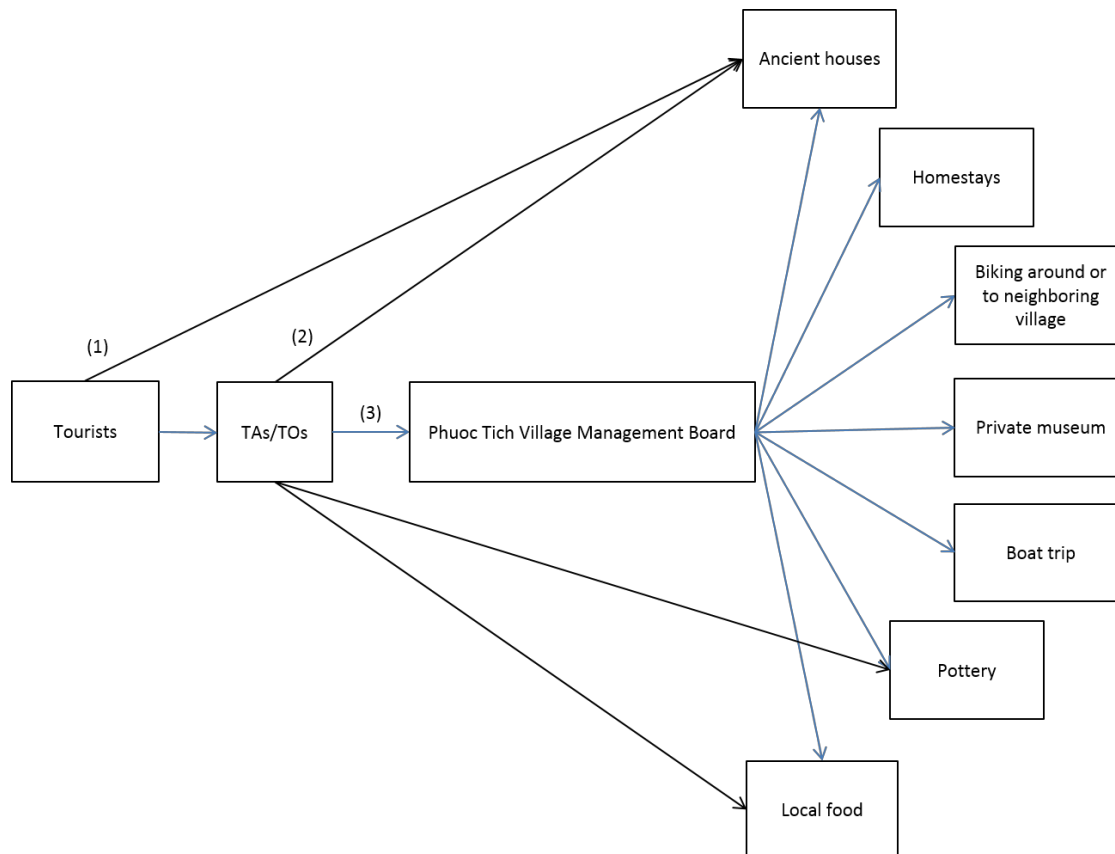 Ancient houses
Homestays
Biking around or
to neighboring
village
(2)
(1)
(3)
Tourists
TAs/TOs
Phuoc Tich Village Management Board
Private museum
Boat trip
Pottery
Local food